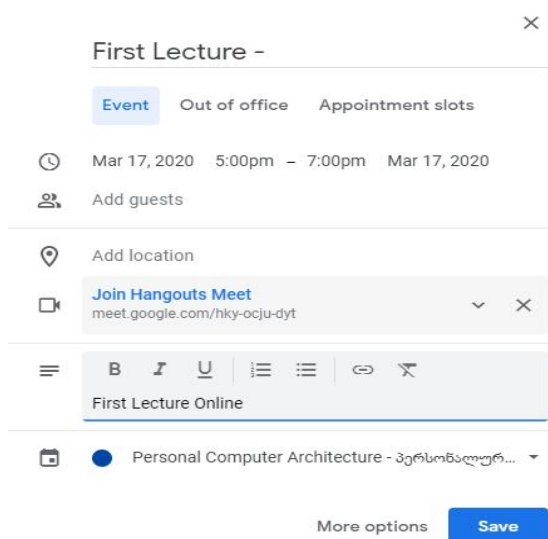 First Lecture -
Event Out of office Appointment slots
Mar 17, 2020 5:00pm – 7:00pm Mar 17, 2020
Add guests
Add location
Join Hangouts Meet
meet.google.com/hky-ocju-dyt
B I U
First Lecture Online
Personal Computer Architecture - პერსონალურ...
More options Save